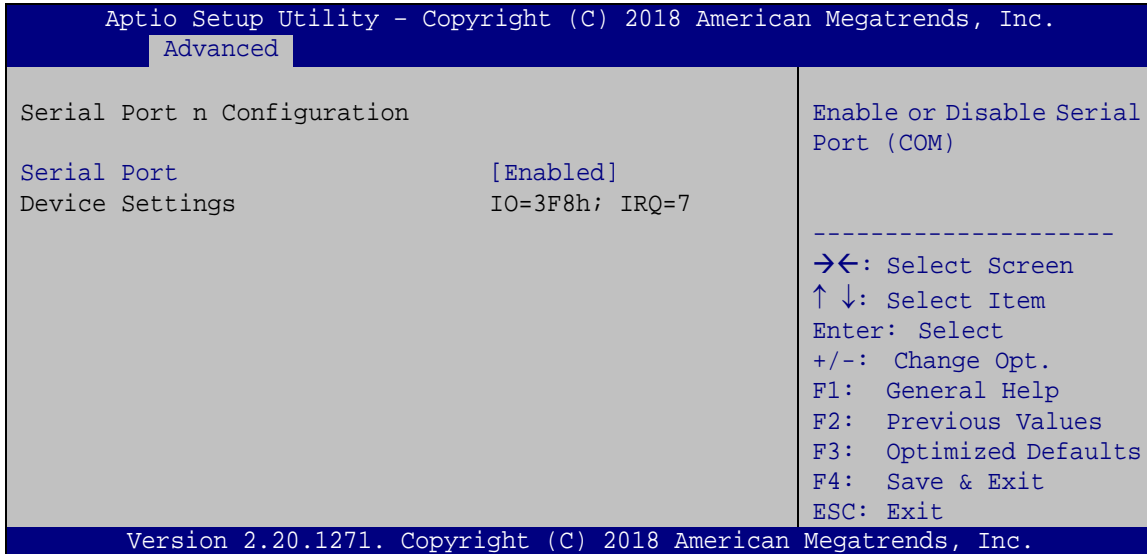 Aptio Setup Utility – Copyright (C) 2018 American Megatrends, Inc.
Advanced
Serial Port n Configuration
Serial Port [Enabled]
Device Settings IO=3F8h; IRQ=7
Enable or Disable Serial
Port (COM)
---------------------
→←: Select Screen
↑ ↓: Select Item
Enter: Select
+/-: Change Opt.
F1: General Help
F2: Previous Values
F3: Optimized Defaults
F4: Save & Exit
ESC: Exit
Version 2.20.1271. Copyright (C) 2018 American Megatrends, Inc.